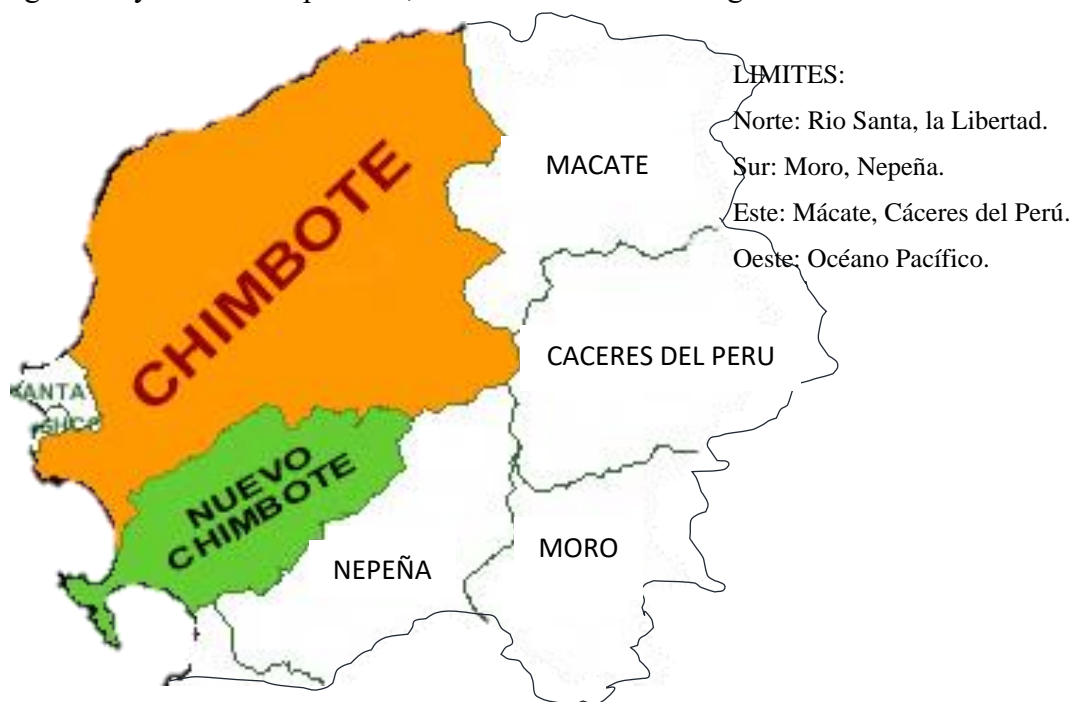 LIMITES:
Norte: Rio Santa, la Libertad.
MACATE
Sur: Moro, Nepeña.
Este: Mácate, Cáceres del Perú.
Oeste: Océano Pacífico.
CHIMBOTE
CACERES DEL PERU
NUEVO
CHIMBOTE
MORO
NEPEÑA